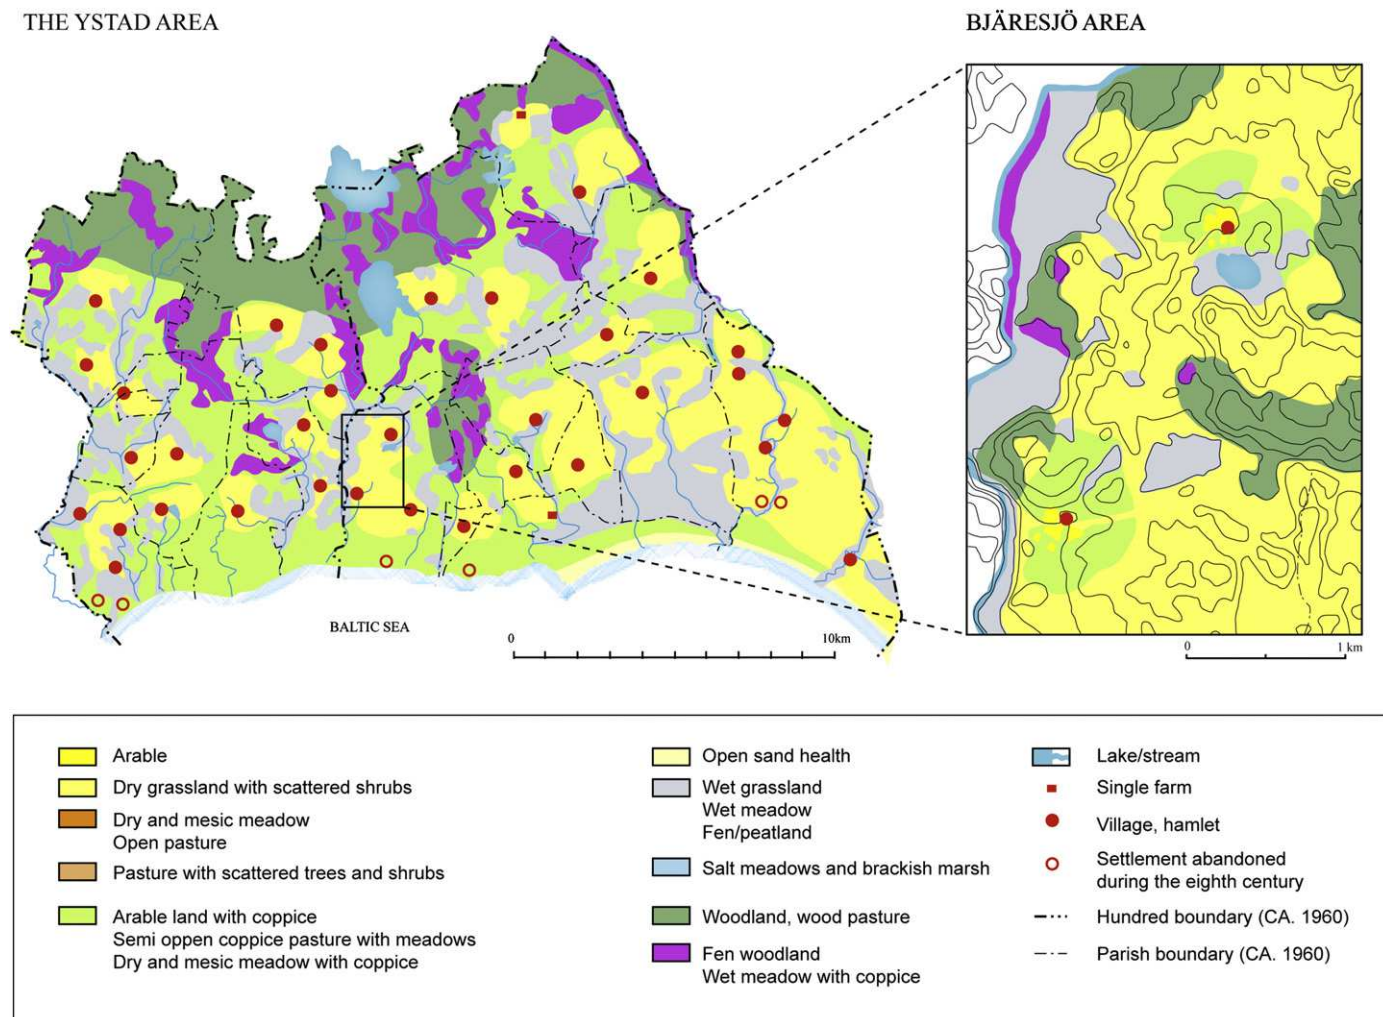 THE YSTAD AREA
BJÄRESJÖ AREA
BALTIC SEA
0
10km
0
1 km
Arable
Dry grassland with scattered shrubs
Dry and mesic meadow
Open pasture
Pasture with scattered trees and shrubs
Arable land with coppice
Semi oppen coppice pasture with meadows
Dry and mesic meadow with coppice
Open sand health
Wet grassland
Wet meadow
Fen/peatland
Salt meadows and brackish marsh
Woodland, wood pasture
Fen woodland
Wet meadow with coppice
Lake/stream
Single farm
Village, hamlet
Settlement abandoned
during the eighth century
Hundred boundary (CA. 1960)
Parish boundary (CA. 1960)